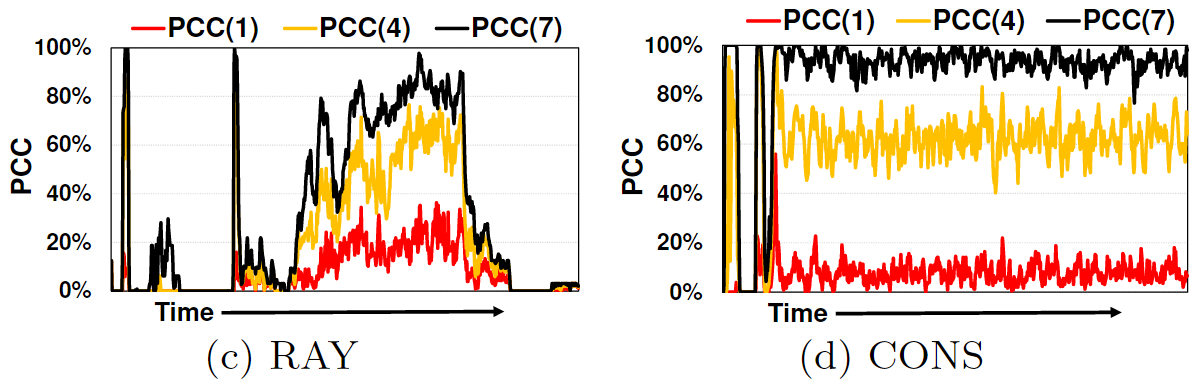 PCC(1) PCC(4) PCC(7)
100%
80%
60%
40%
20%
0%
PCC
Time
(c) RAY
PCC(1) PCC(4) PCC(7)
100%
80%
60%
40%
20%
0%
PCC
Time
(d) CONS